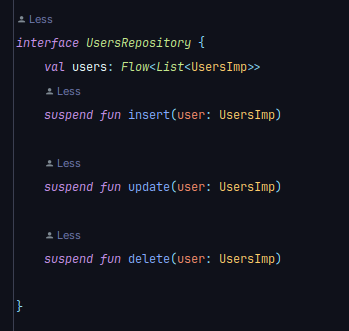 Less
interface UsersRepository {
val users: Flow<List<UsersImp>>
Less
suspend fun insert(user: UsersImp)
Less
suspend fun update(user: UsersImp)
Less
suspend fun delete(user: UsersImp)
}